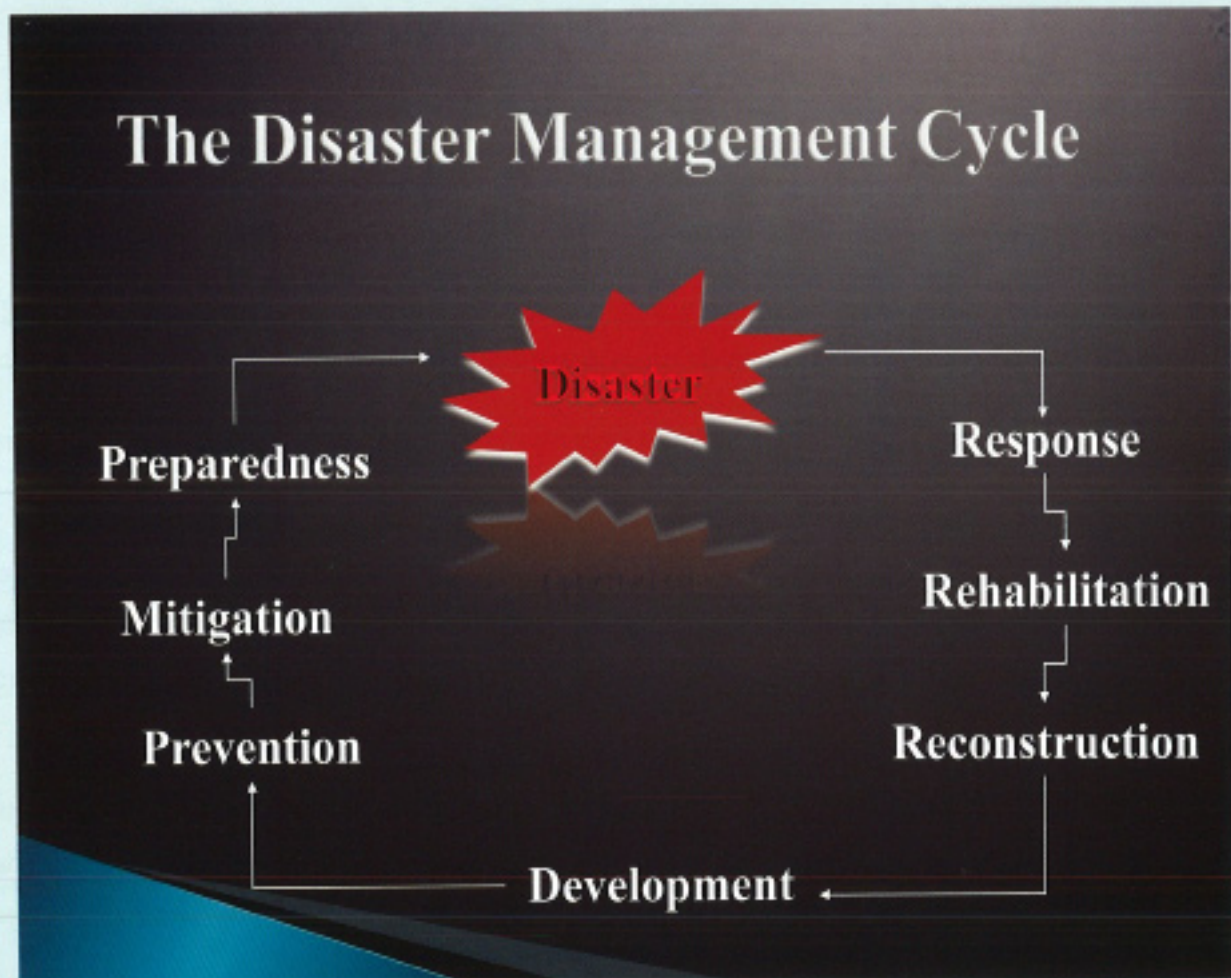 The Disaster Management Cycle
Disaster
Response
Preparedness
Rehabilitation
Mitigation
Reconstruction
Prevention
Development